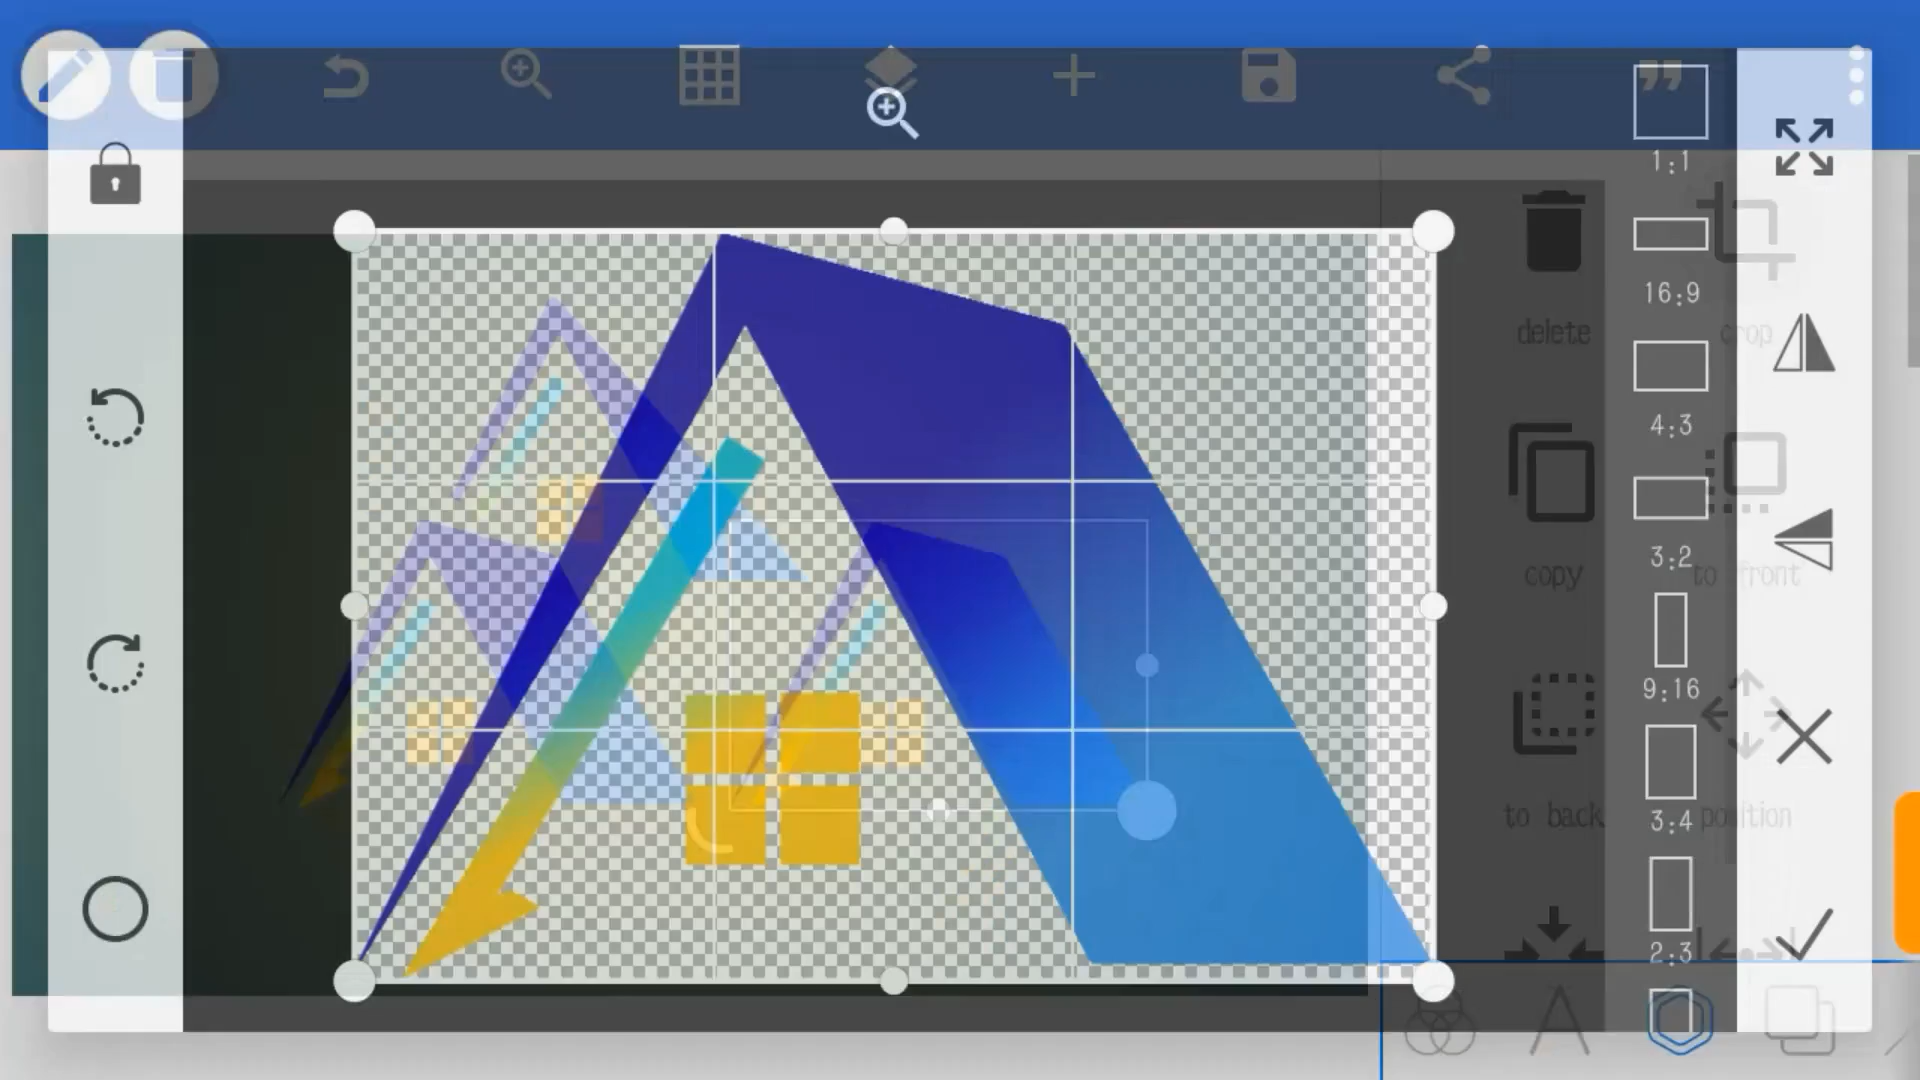 1:1
16:9
delete
crop
4:3
3:2
copy
to front
9:16
3:4
to back
position
2:3